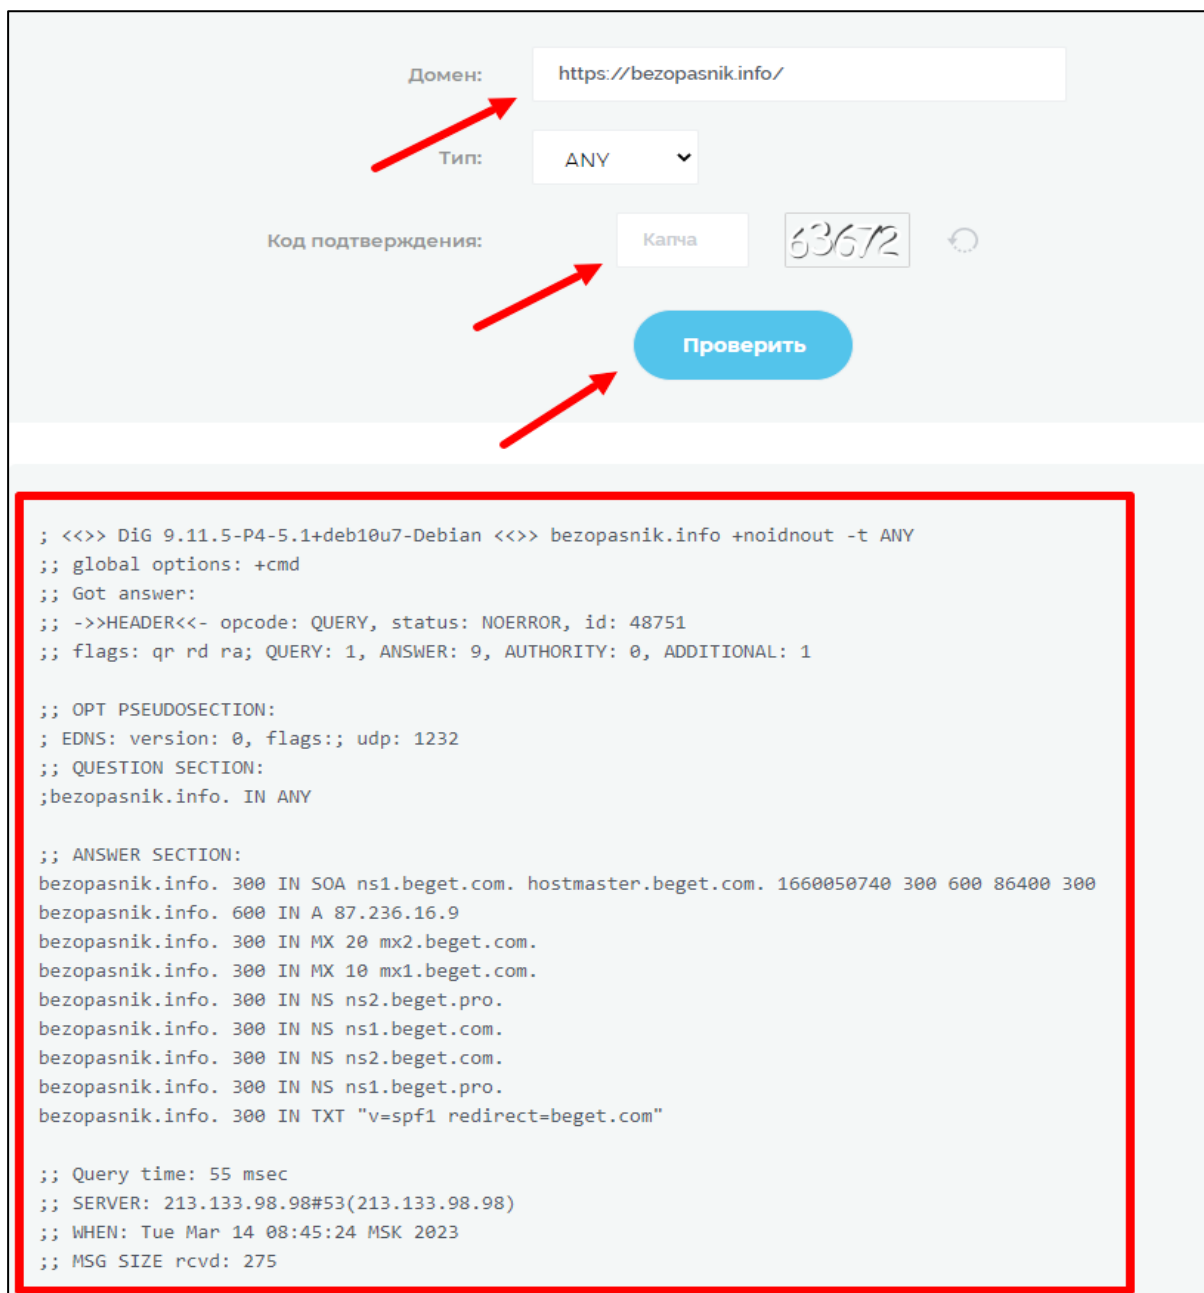 Домен: https://bezopasnik.info/
Тип: ANY
Код подтверждения: Капча 63672
Проверить
; <<>> DiG 9.11.5-P4-5.1+deb10u7-Debian <<>> bezopasnik.info +noidnout -t ANY
;; global options: +cmd
;; Got answer:
;; ->>HEADER<<- opcode: QUERY, status: NOERROR, id: 48751
;; flags: qr rd ra; QUERY: 1, ANSWER: 9, AUTHORITY: 0, ADDITIONAL: 1
;; OPT PSEUDOSECTION:
; EDNS: version: 0, flags:; udp: 1232
;; QUESTION SECTION:
;bezopasnik.info. IN ANY
;; ANSWER SECTION:
bezopasnik.info. 300 IN SOA ns1.beget.com. hostmaster.beget.com. 1660050740 300 600 86400 300
bezopasnik.info. 600 IN A 87.236.16.9
bezopasnik.info. 300 IN MX 20 mx2.beget.com.
bezopasnik.info. 300 IN MX 10 mx1.beget.com.
bezopasnik.info. 300 IN NS ns2.beget.pro.
bezopasnik.info. 300 IN NS ns1.beget.com.
bezopasnik.info. 300 IN NS ns2.beget.com.
bezopasnik.info. 300 IN NS ns1.beget.pro.
bezopasnik.info. 300 IN TXT "v=spf1 redirect=beget.com"
;; Query time: 55 msec
;; SERVER: 213.133.98.98#53(213.133.98.98)
;; WHEN: Tue Mar 14 08:45:24 MSK 2023
;; MSG SIZE rcvd: 275